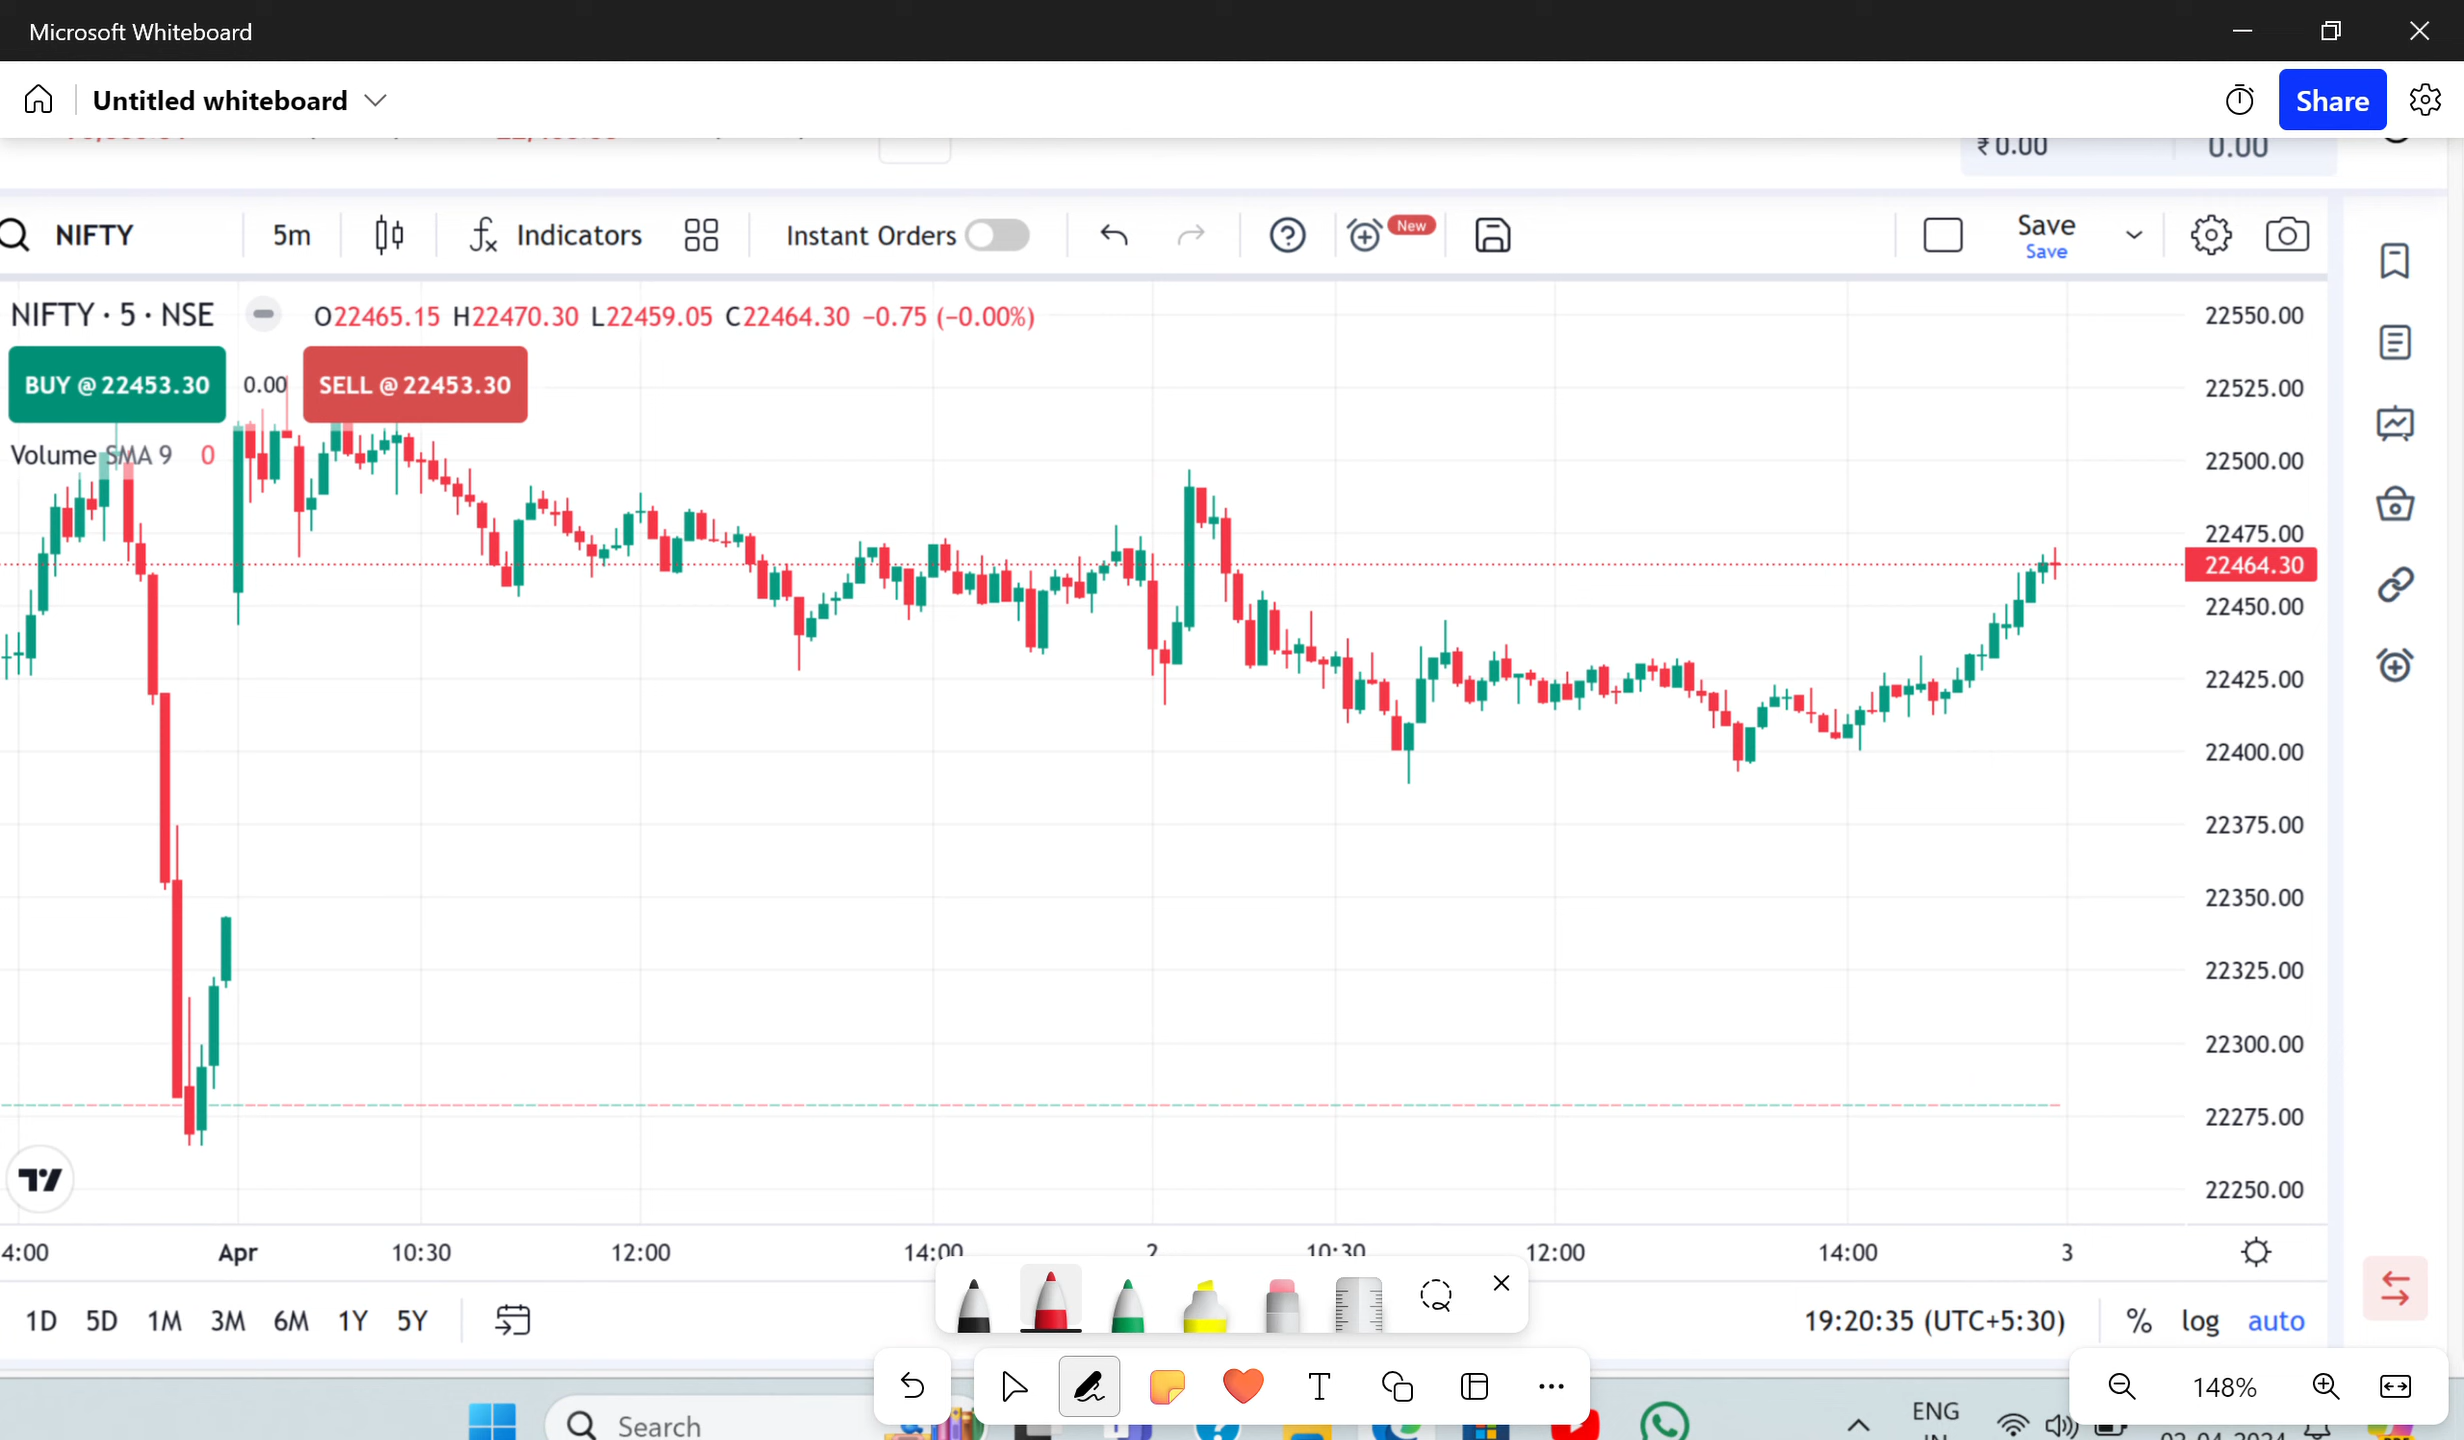 Microsoft Whiteboard
Untitled whiteboard
Share
₹0.00 0.00
NIFTY 5m Indicators Instant Orders New Save
Save
NIFTY · 5 · NSE O22465.15 H22470.30 L22459.05 C22464.30 −0.75 (−0.00%)
BUY @ 22453.30 0.00 SELL @ 22453.30
Volume SMA 9 0
22550.00
22525.00
22500.00
22475.00
22464.30
22450.00
22425.00
22400.00
22375.00
22350.00
22325.00
22300.00
22275.00
22250.00
4:00 Apr 10:30 12:00 14:00 2 10:30 12:00 14:00 3
1D 5D 1M 3M 6M 1Y 5Y 19:20:35 (UTC+5:30) % log auto
T 148%
Search ENG